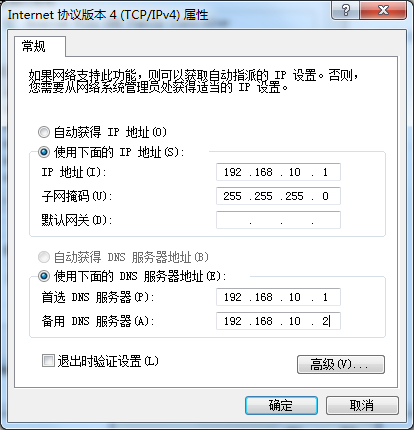 Internet 协议版本 4 (TCP/IPv4) 属性
常规
如果网络支持此功能，则可以获取自动指派的 IP 设置。否则，
您需要从网络系统管理员处获得适当的 IP 设置。
自动获得 IP 地址(O)
使用下面的 IP 地址(S):
IP 地址(I): 192 .168 . 10 . 1
子网掩码(U): 255 .255 .255 . 0
默认网关(D): . . .
自动获得 DNS 服务器地址(B)
使用下面的 DNS 服务器地址(E):
首选 DNS 服务器(P): 192 .168 . 10 . 1
备用 DNS 服务器(A): 192 .168 . 10 . 2
退出时验证设置(L)
高级(V)...
确定 取消